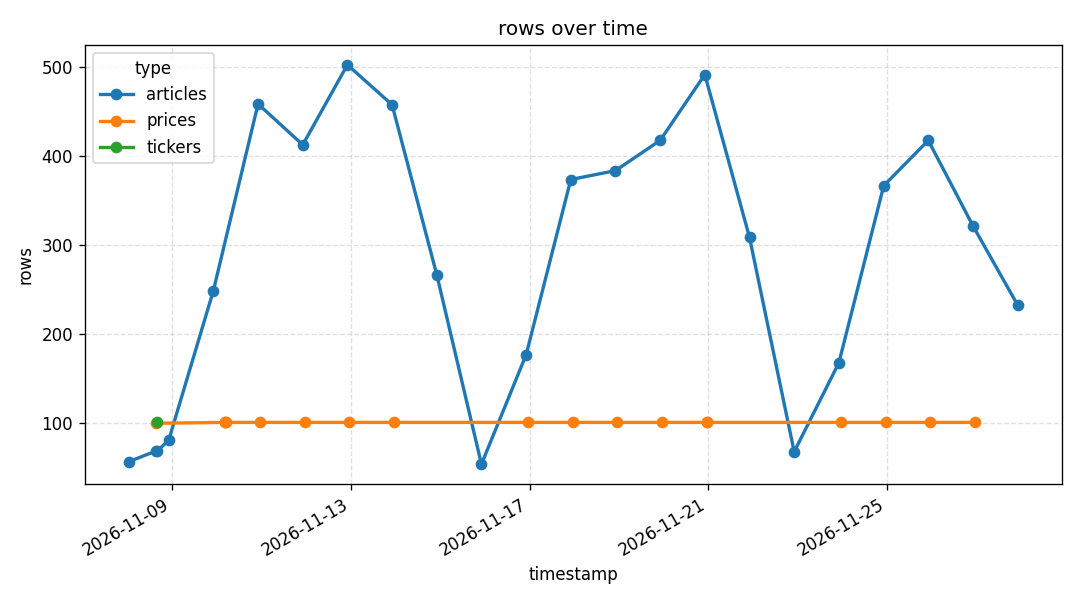 rows over time
type
articles
prices
tickers
rows
500
400
300
200
100
2026-11-09
2026-11-13
2026-11-17
2026-11-21
2026-11-25
timestamp